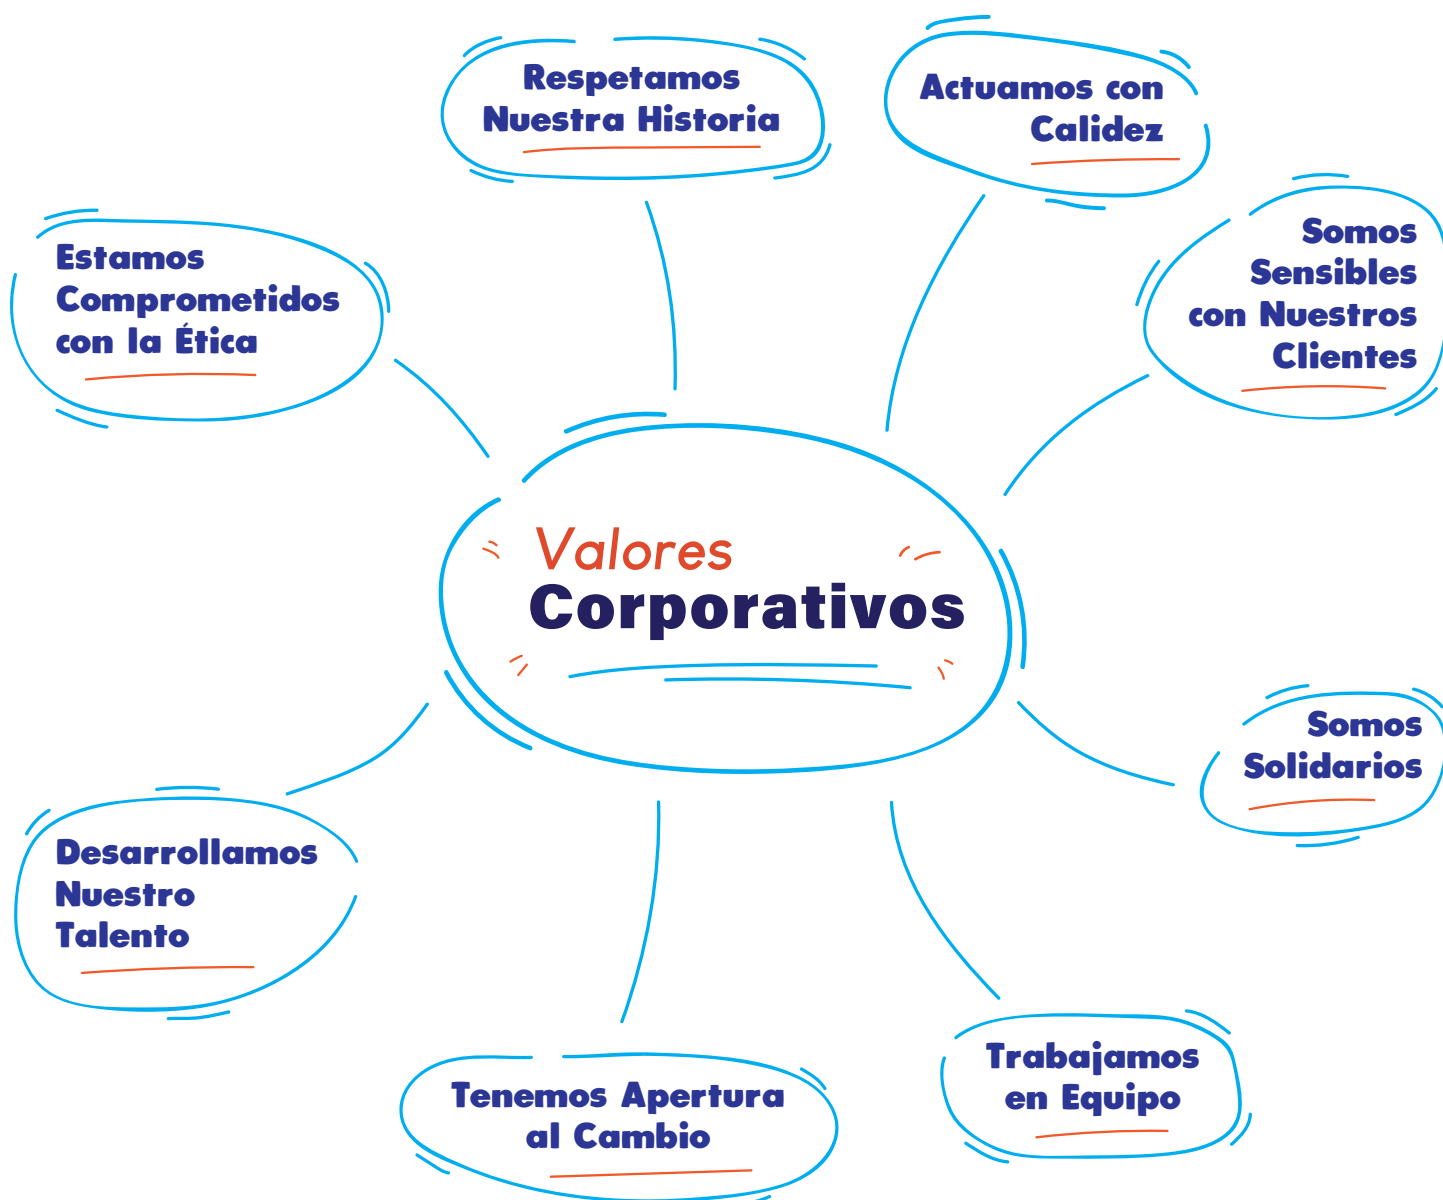 Respetamos
Nuestra Historia
Actuamos con
Calidez
Somos
Sensibles
con Nuestros
Clientes
Estamos
Comprometidos
con la Ética
Valores
Corporativos
Somos
Solidarios
Desarrollamos
Nuestro
Talento
Trabajamos
en Equipo
Tenemos Apertura
al Cambio